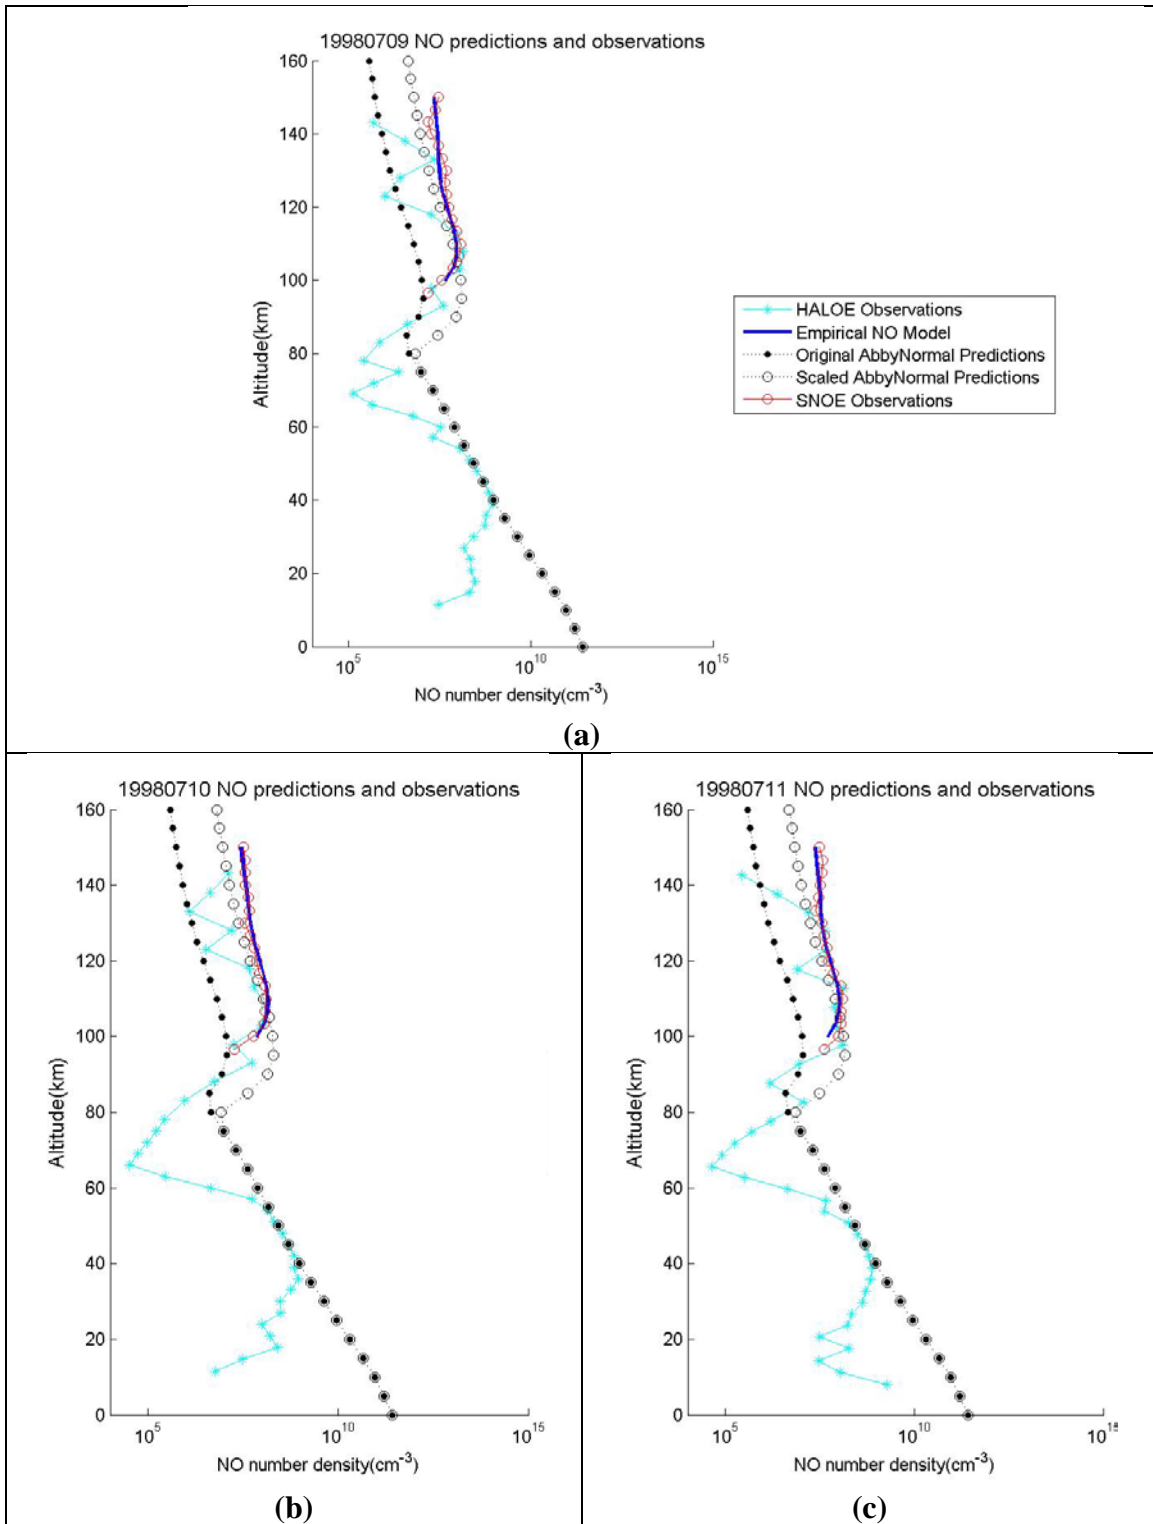 19980709 NO predictions and observations
160
140
120
100
80
60
40
20
0
Altitude(km)
10^5
10^10
10^15
NO number density(cm^-3)
HALOE Observations
Empirical NO Model
Original AbbyNormal Predictions
Scaled AbbyNormal Predictions
SNOE Observations
(a)
19980710 NO predictions and observations
160
140
120
100
80
60
40
20
0
Altitude(km)
10^5
10^10
10^15
NO number density(cm^-3)
(b)
19980711 NO predictions and observations
160
140
120
100
80
60
40
20
0
Altitude(km)
10^5
10^10
10^15
NO number density(cm^-3)
(c)